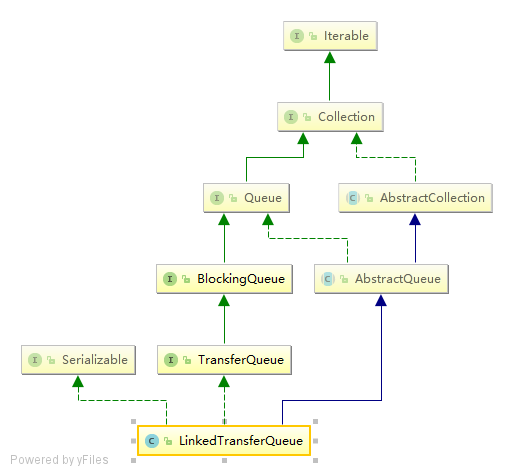 I Iterable
I Collection
I Queue
C AbstractCollection
I BlockingQueue
C AbstractQueue
I Serializable
I TransferQueue
C LinkedTransferQueue
Powered by yFiles